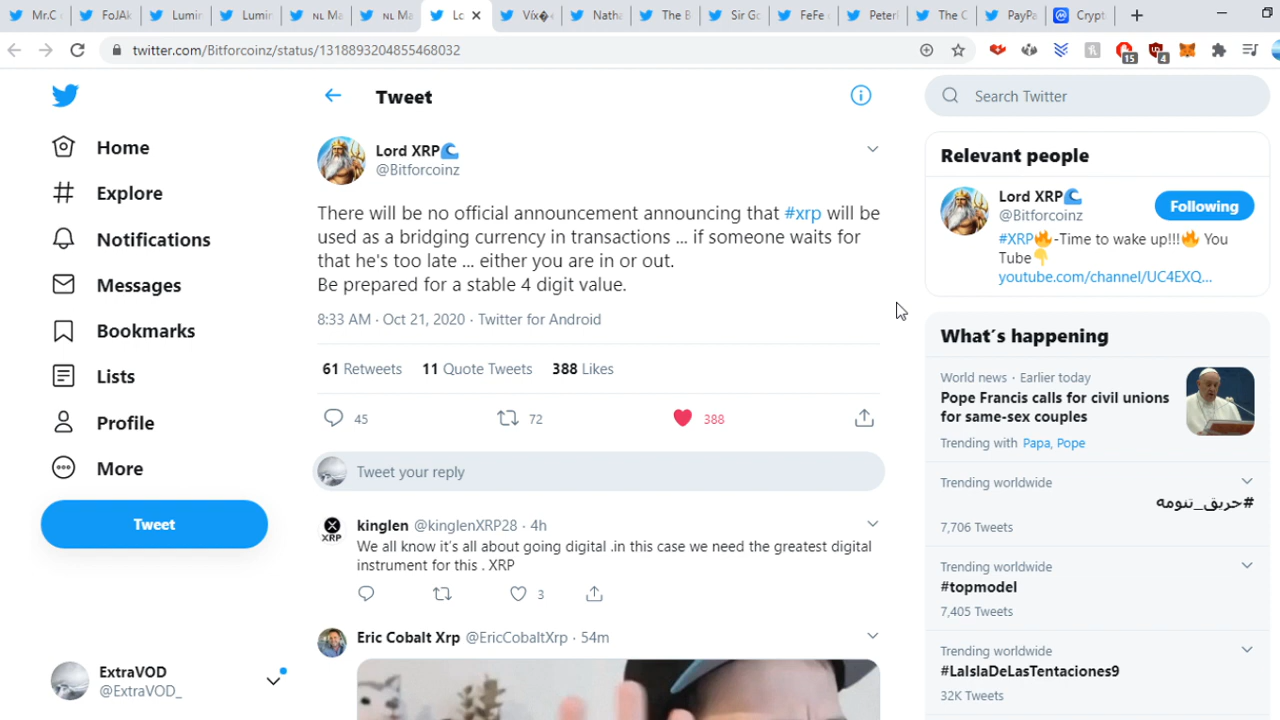 Mr.C
FoJAk
Lumin
Lumin
NL Ma
NL Ma
Lo
Víx
Natha
The B
Sir Go
FeFe
Peterl
The C
PayPa
Crypt
twitter.com/Bitforcoinz/status/1318893204855468032
15
4
Home
Explore
Notifications
Messages
Bookmarks
Lists
Profile
More
Tweet
ExtraVOD
@ExtraVOD_
Tweet
Lord XRP🌊
@Bitforcoinz
There will be no official announcement announcing that #xrp will be
used as a bridging currency in transactions ... if someone waits for
that he's too late ... either you are in or out.
Be prepared for a stable 4 digit value.
8:33 AM · Oct 21, 2020 · Twitter for Android
61 Retweets 11 Quote Tweets 388 Likes
45 72 388
Tweet your reply
XRP
kinglen @kinglenXRP28 · 4h
We all know it's all about going digital .in this case we need the greatest digital
instrument for this . XRP
3
Eric Cobalt Xrp @EricCobaltXrp · 54m
Search Twitter
Relevant people
Lord XRP🌊
@Bitforcoinz
Following
#XRP🔥-Time to wake up!!!🔥 You
Tube👇
youtube.com/channel/UC4EXQ...
What's happening
World news · Earlier today
Pope Francis calls for civil unions
for same-sex couples
Trending with Papa, Pope
Trending worldwide
#حريق_تنومة
7,706 Tweets
Trending worldwide
#topmodel
7,405 Tweets
Trending worldwide
#LaIslaDeLasTentaciones9
32K Tweets